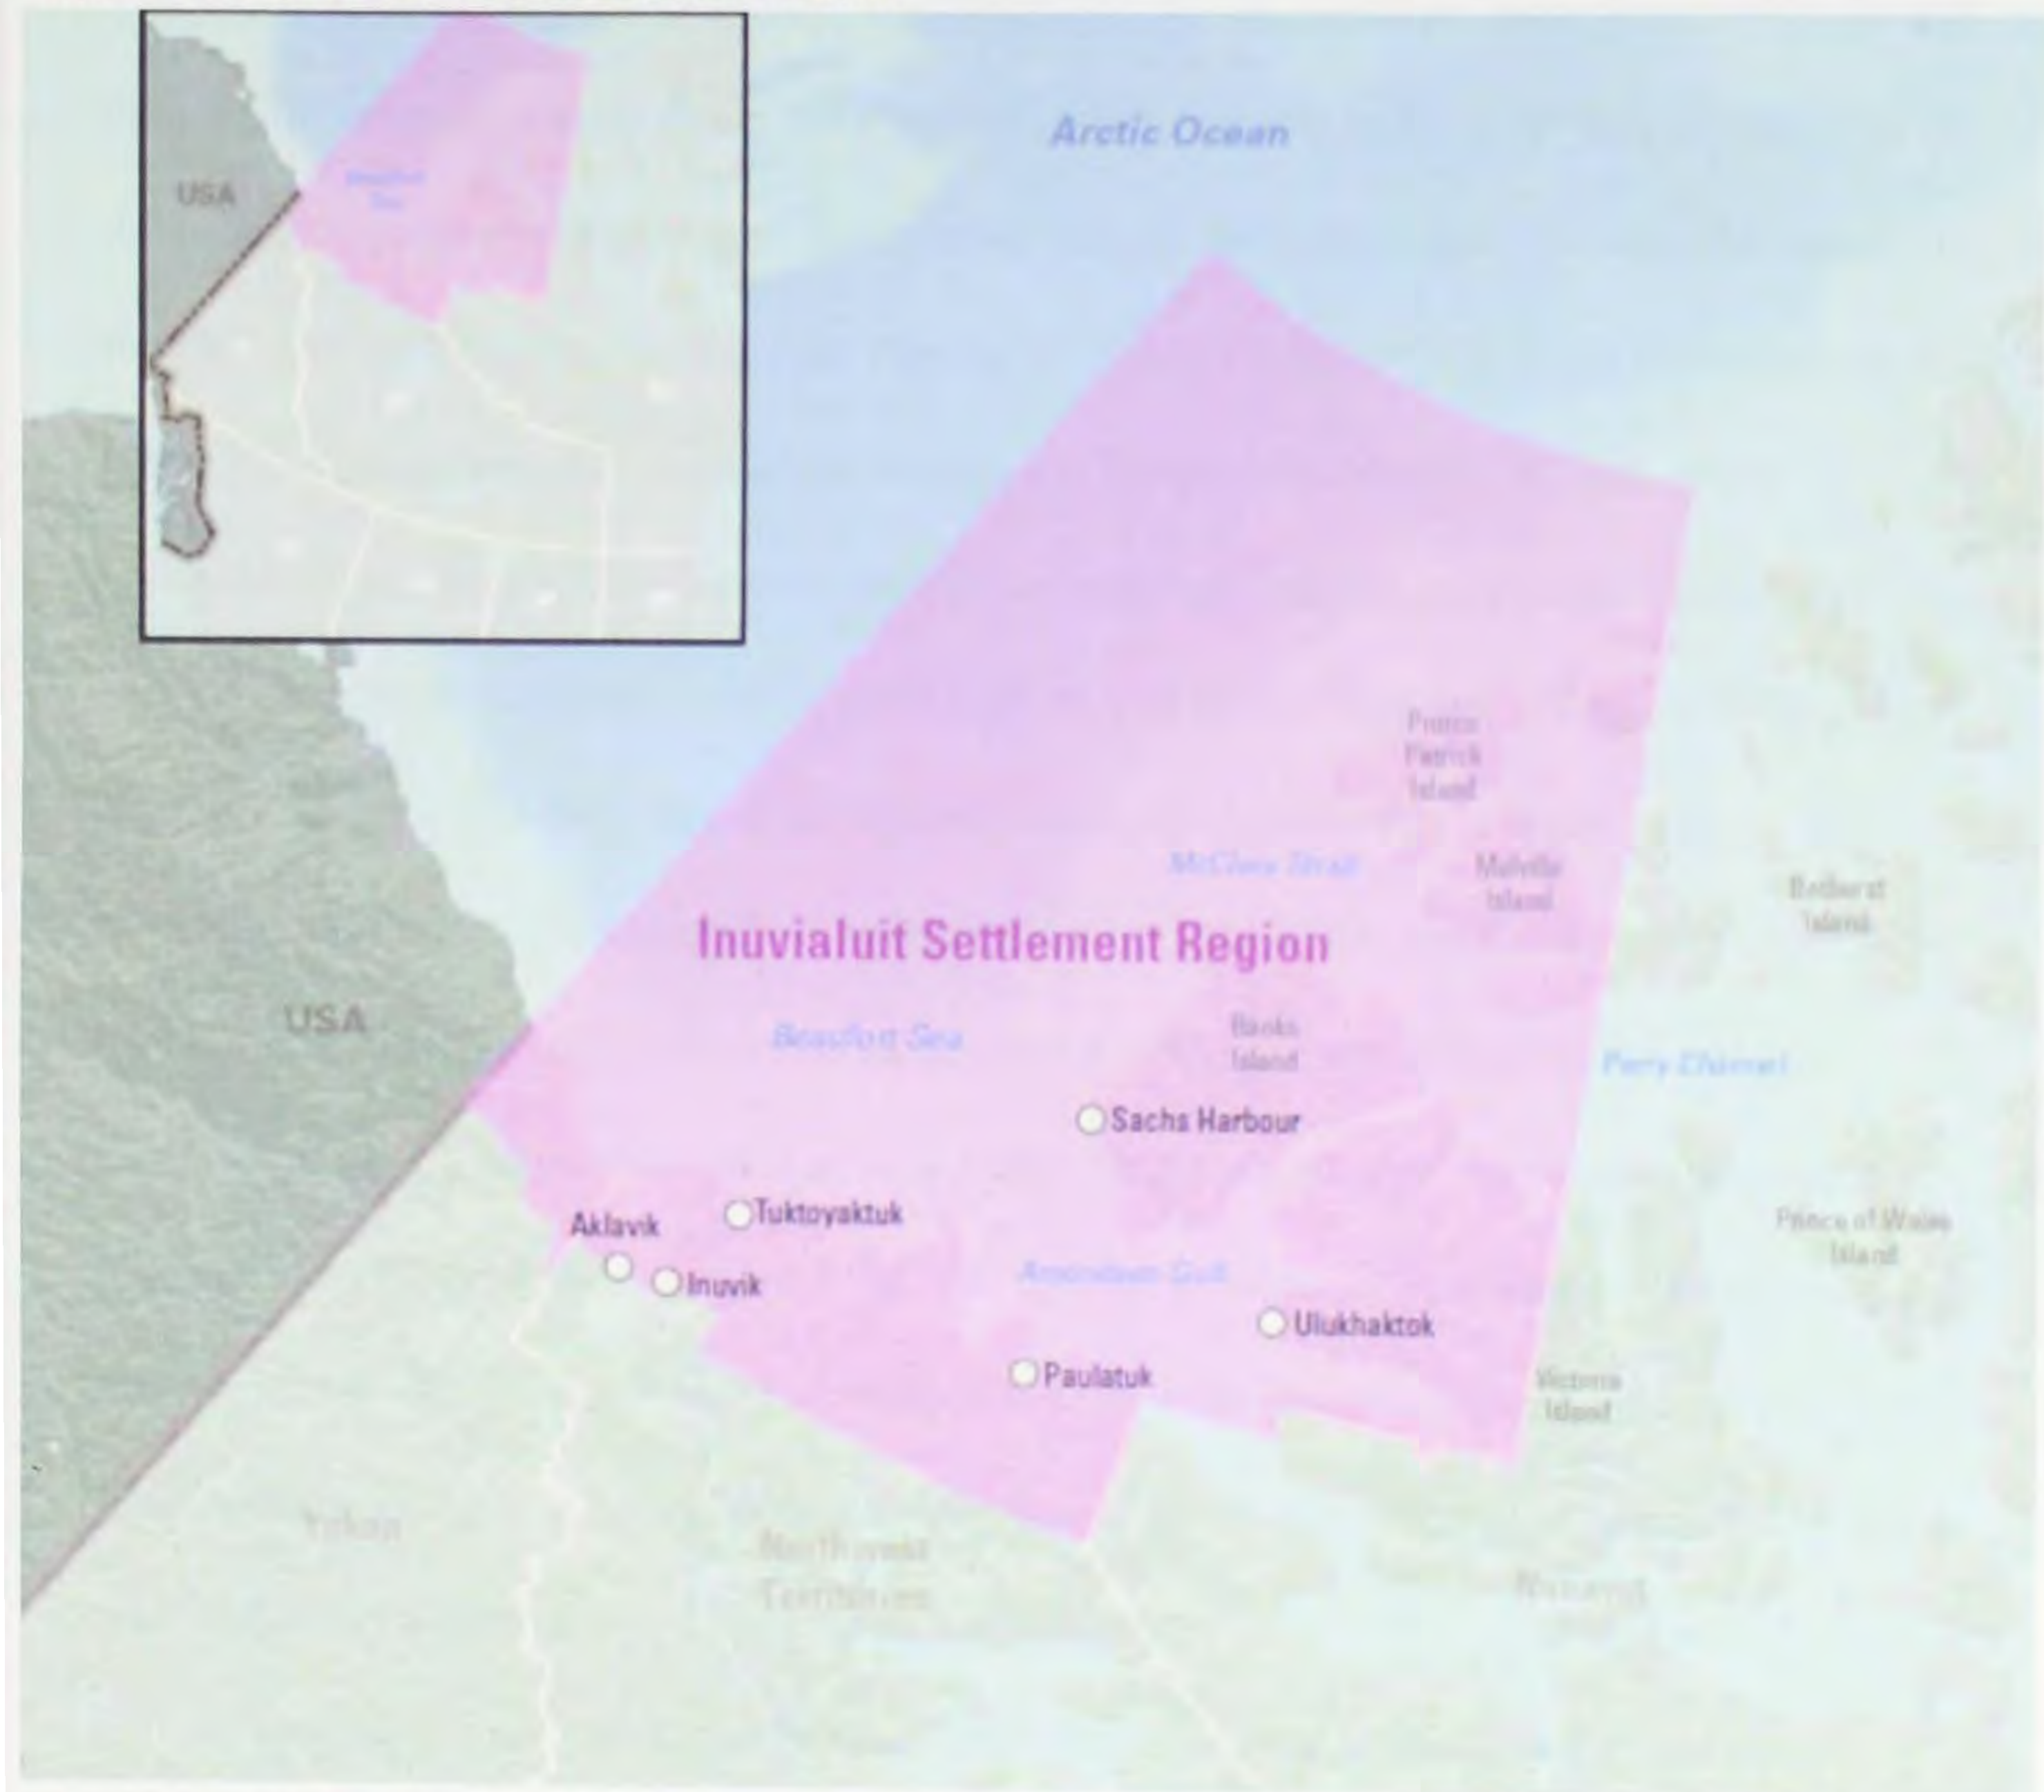 USA
Arctic Ocean
Prince
Patrick
Island
McClure Strait
Melville
Island
Bathurst
Island
Inuvialuit Settlement Region
USA
Beaufort Sea
Banks
Island
Parry Channel
Sachs Harbour
Aklavik
Tuktoyaktuk
Prince of Wales
Island
Inuvik
Amundsen Gulf
Ulukhaktok
Paulatuk
Victoria
Island
Yukon
Northwest
Territories
Nunavut